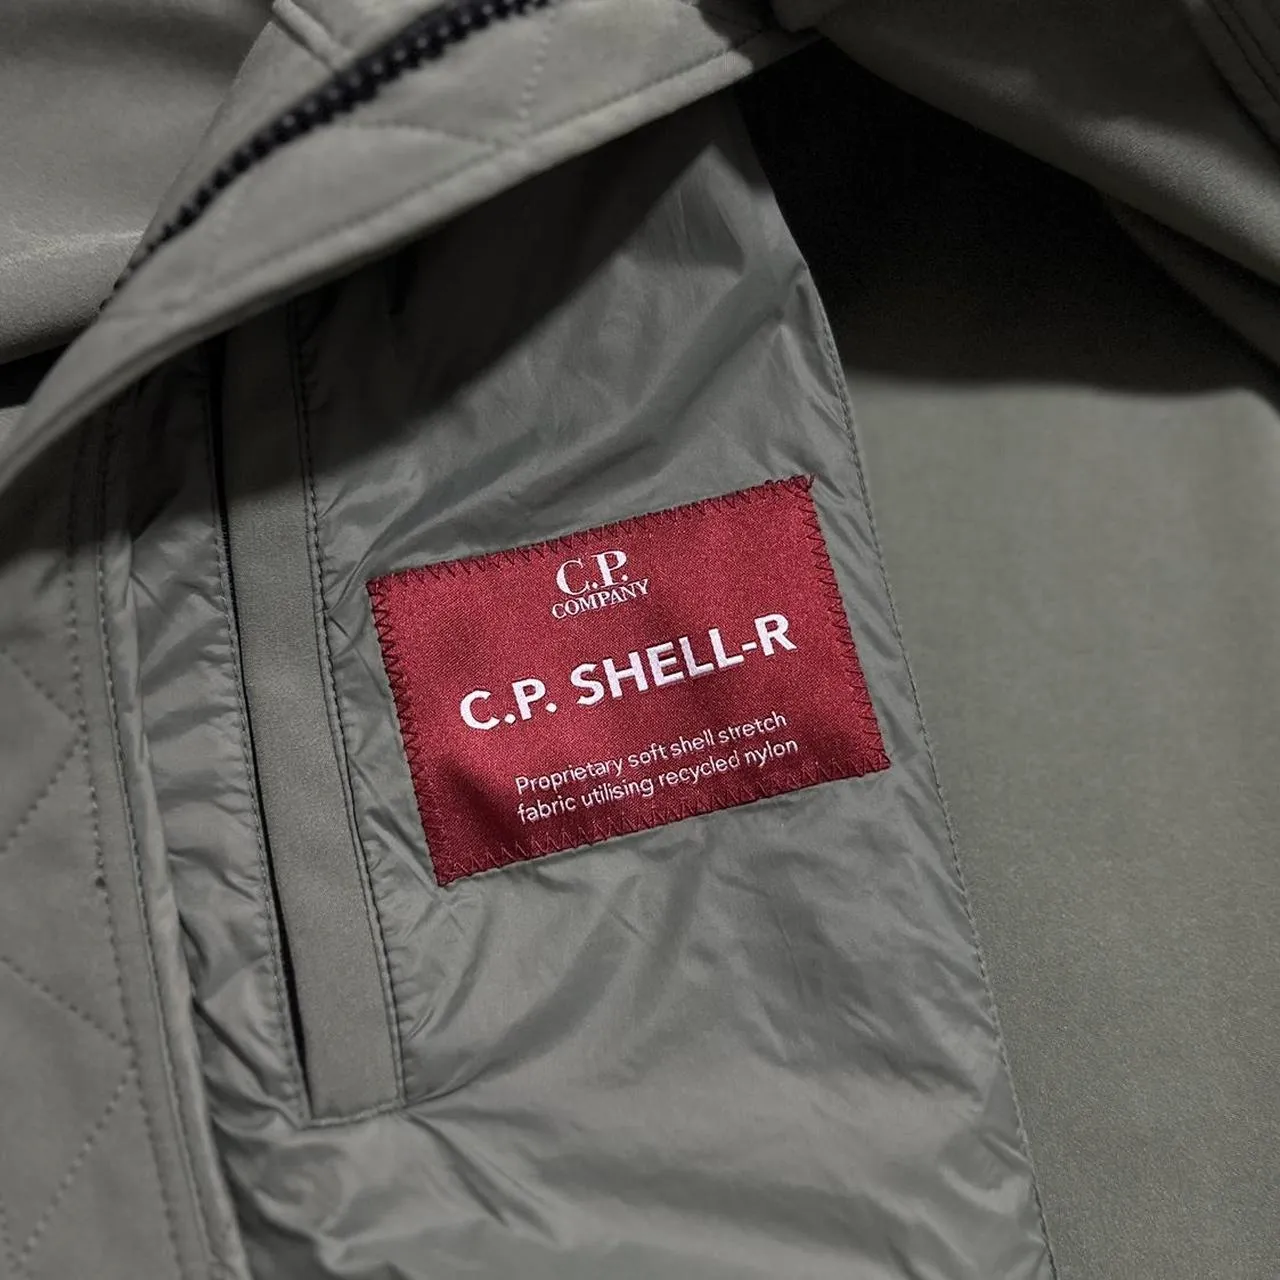 C.P.
COMPANY
C.P. SHELL-R
Proprietary soft shell stretch
fabric utilising recycled nylon